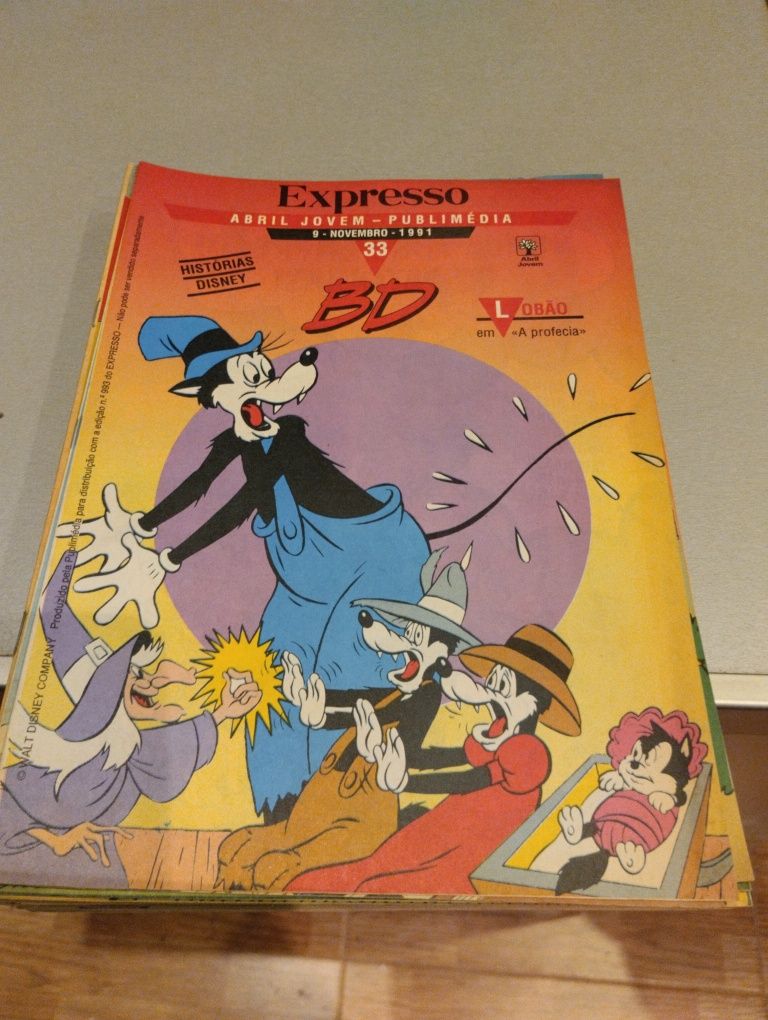 Expresso
ABRIL JOVEM – PUBLIMÉDIA
9 - NOVEMBRO - 1991
33
HISTÓRIAS
DISNEY
Abril
Jovem
BD
LOBÃO
em «A profecia»
© WALT DISNEY COMPANY Produzido pela Publimédia para distribuição com a edição n.º 993 do EXPRESSO — Não pode ser vendido separadamente